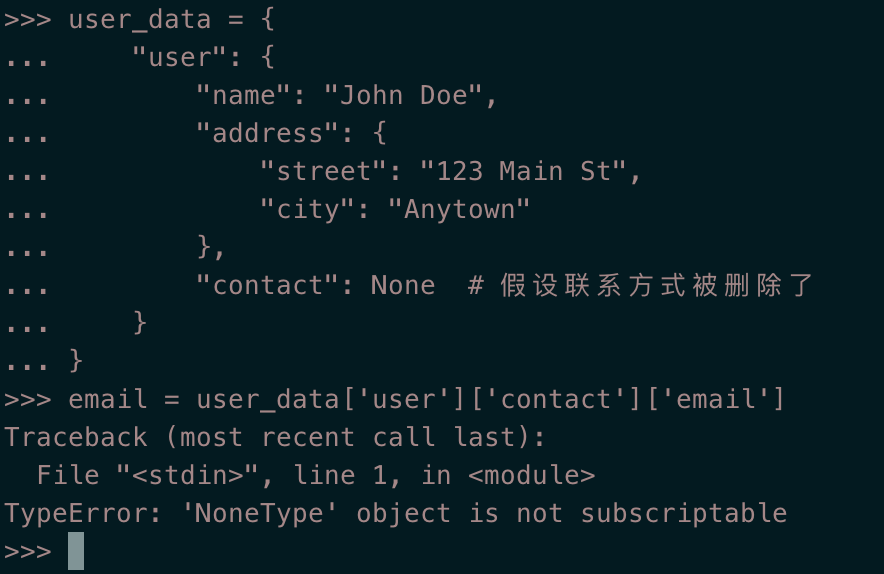 >>> user_data = {
...     "user": {
...         "name": "John Doe",
...         "address": {
...             "street": "123 Main St",
...             "city": "Anytown"
...         },
...         "contact": None  # 假设联系方式被删除了
...     }
... }
>>> email = user_data['user']['contact']['email']
Traceback (most recent call last):
  File "<stdin>", line 1, in <module>
TypeError: 'NoneType' object is not subscriptable
>>>